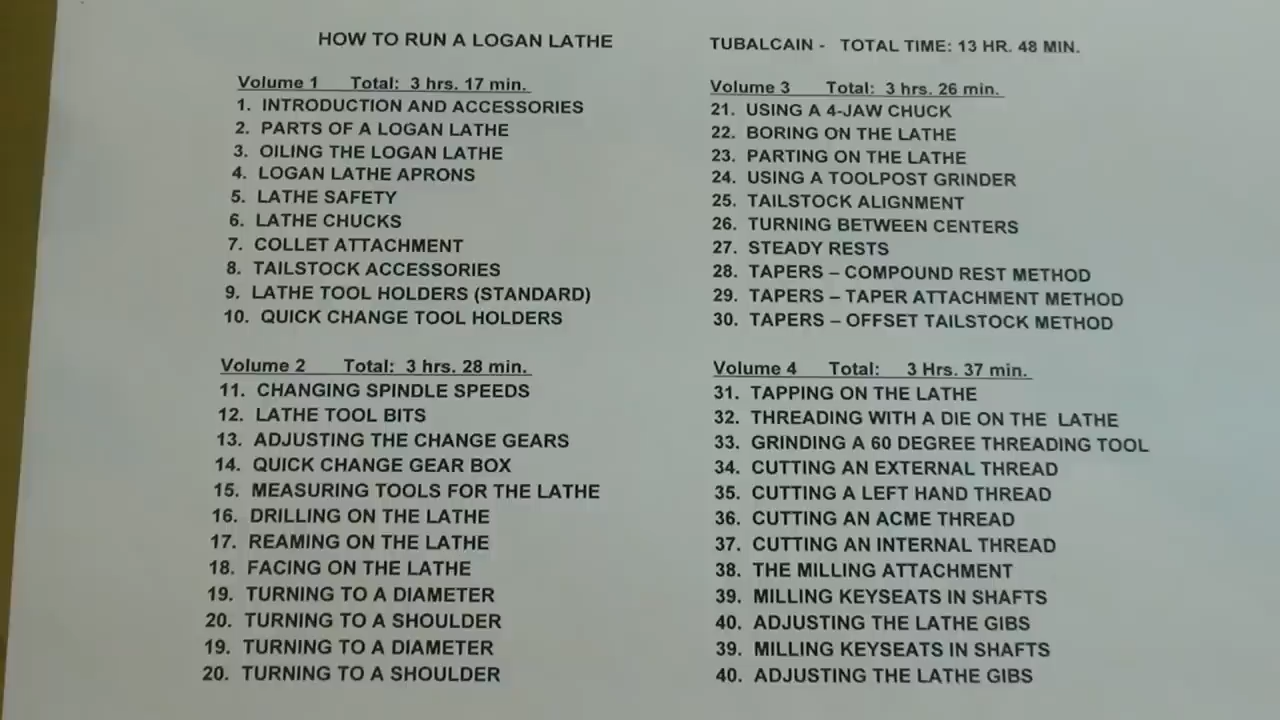 HOW TO RUN A LOGAN LATHE
TUBALCAIN - TOTAL TIME: 13 HR. 48 MIN.
Volume 1 Total: 3 hrs. 17 min.
1. INTRODUCTION AND ACCESSORIES
2. PARTS OF A LOGAN LATHE
3. OILING THE LOGAN LATHE
4. LOGAN LATHE APRONS
5. LATHE SAFETY
6. LATHE CHUCKS
7. COLLET ATTACHMENT
8. TAILSTOCK ACCESSORIES
9. LATHE TOOL HOLDERS (STANDARD)
10. QUICK CHANGE TOOL HOLDERS
Volume 2 Total: 3 hrs. 28 min.
11. CHANGING SPINDLE SPEEDS
12. LATHE TOOL BITS
13. ADJUSTING THE CHANGE GEARS
14. QUICK CHANGE GEAR BOX
15. MEASURING TOOLS FOR THE LATHE
16. DRILLING ON THE LATHE
17. REAMING ON THE LATHE
18. FACING ON THE LATHE
19. TURNING TO A DIAMETER
20. TURNING TO A SHOULDER
19. TURNING TO A DIAMETER
20. TURNING TO A SHOULDER
Volume 3 Total: 3 hrs. 26 min.
21. USING A 4-JAW CHUCK
22. BORING ON THE LATHE
23. PARTING ON THE LATHE
24. USING A TOOLPOST GRINDER
25. TAILSTOCK ALIGNMENT
26. TURNING BETWEEN CENTERS
27. STEADY RESTS
28. TAPERS – COMPOUND REST METHOD
29. TAPERS – TAPER ATTACHMENT METHOD
30. TAPERS – OFFSET TAILSTOCK METHOD
Volume 4 Total: 3 Hrs. 37 min.
31. TAPPING ON THE LATHE
32. THREADING WITH A DIE ON THE LATHE
33. GRINDING A 60 DEGREE THREADING TOOL
34. CUTTING AN EXTERNAL THREAD
35. CUTTING A LEFT HAND THREAD
36. CUTTING AN ACME THREAD
37. CUTTING AN INTERNAL THREAD
38. THE MILLING ATTACHMENT
39. MILLING KEYSEATS IN SHAFTS
40. ADJUSTING THE LATHE GIBS
39. MILLING KEYSEATS IN SHAFTS
40. ADJUSTING THE LATHE GIBS